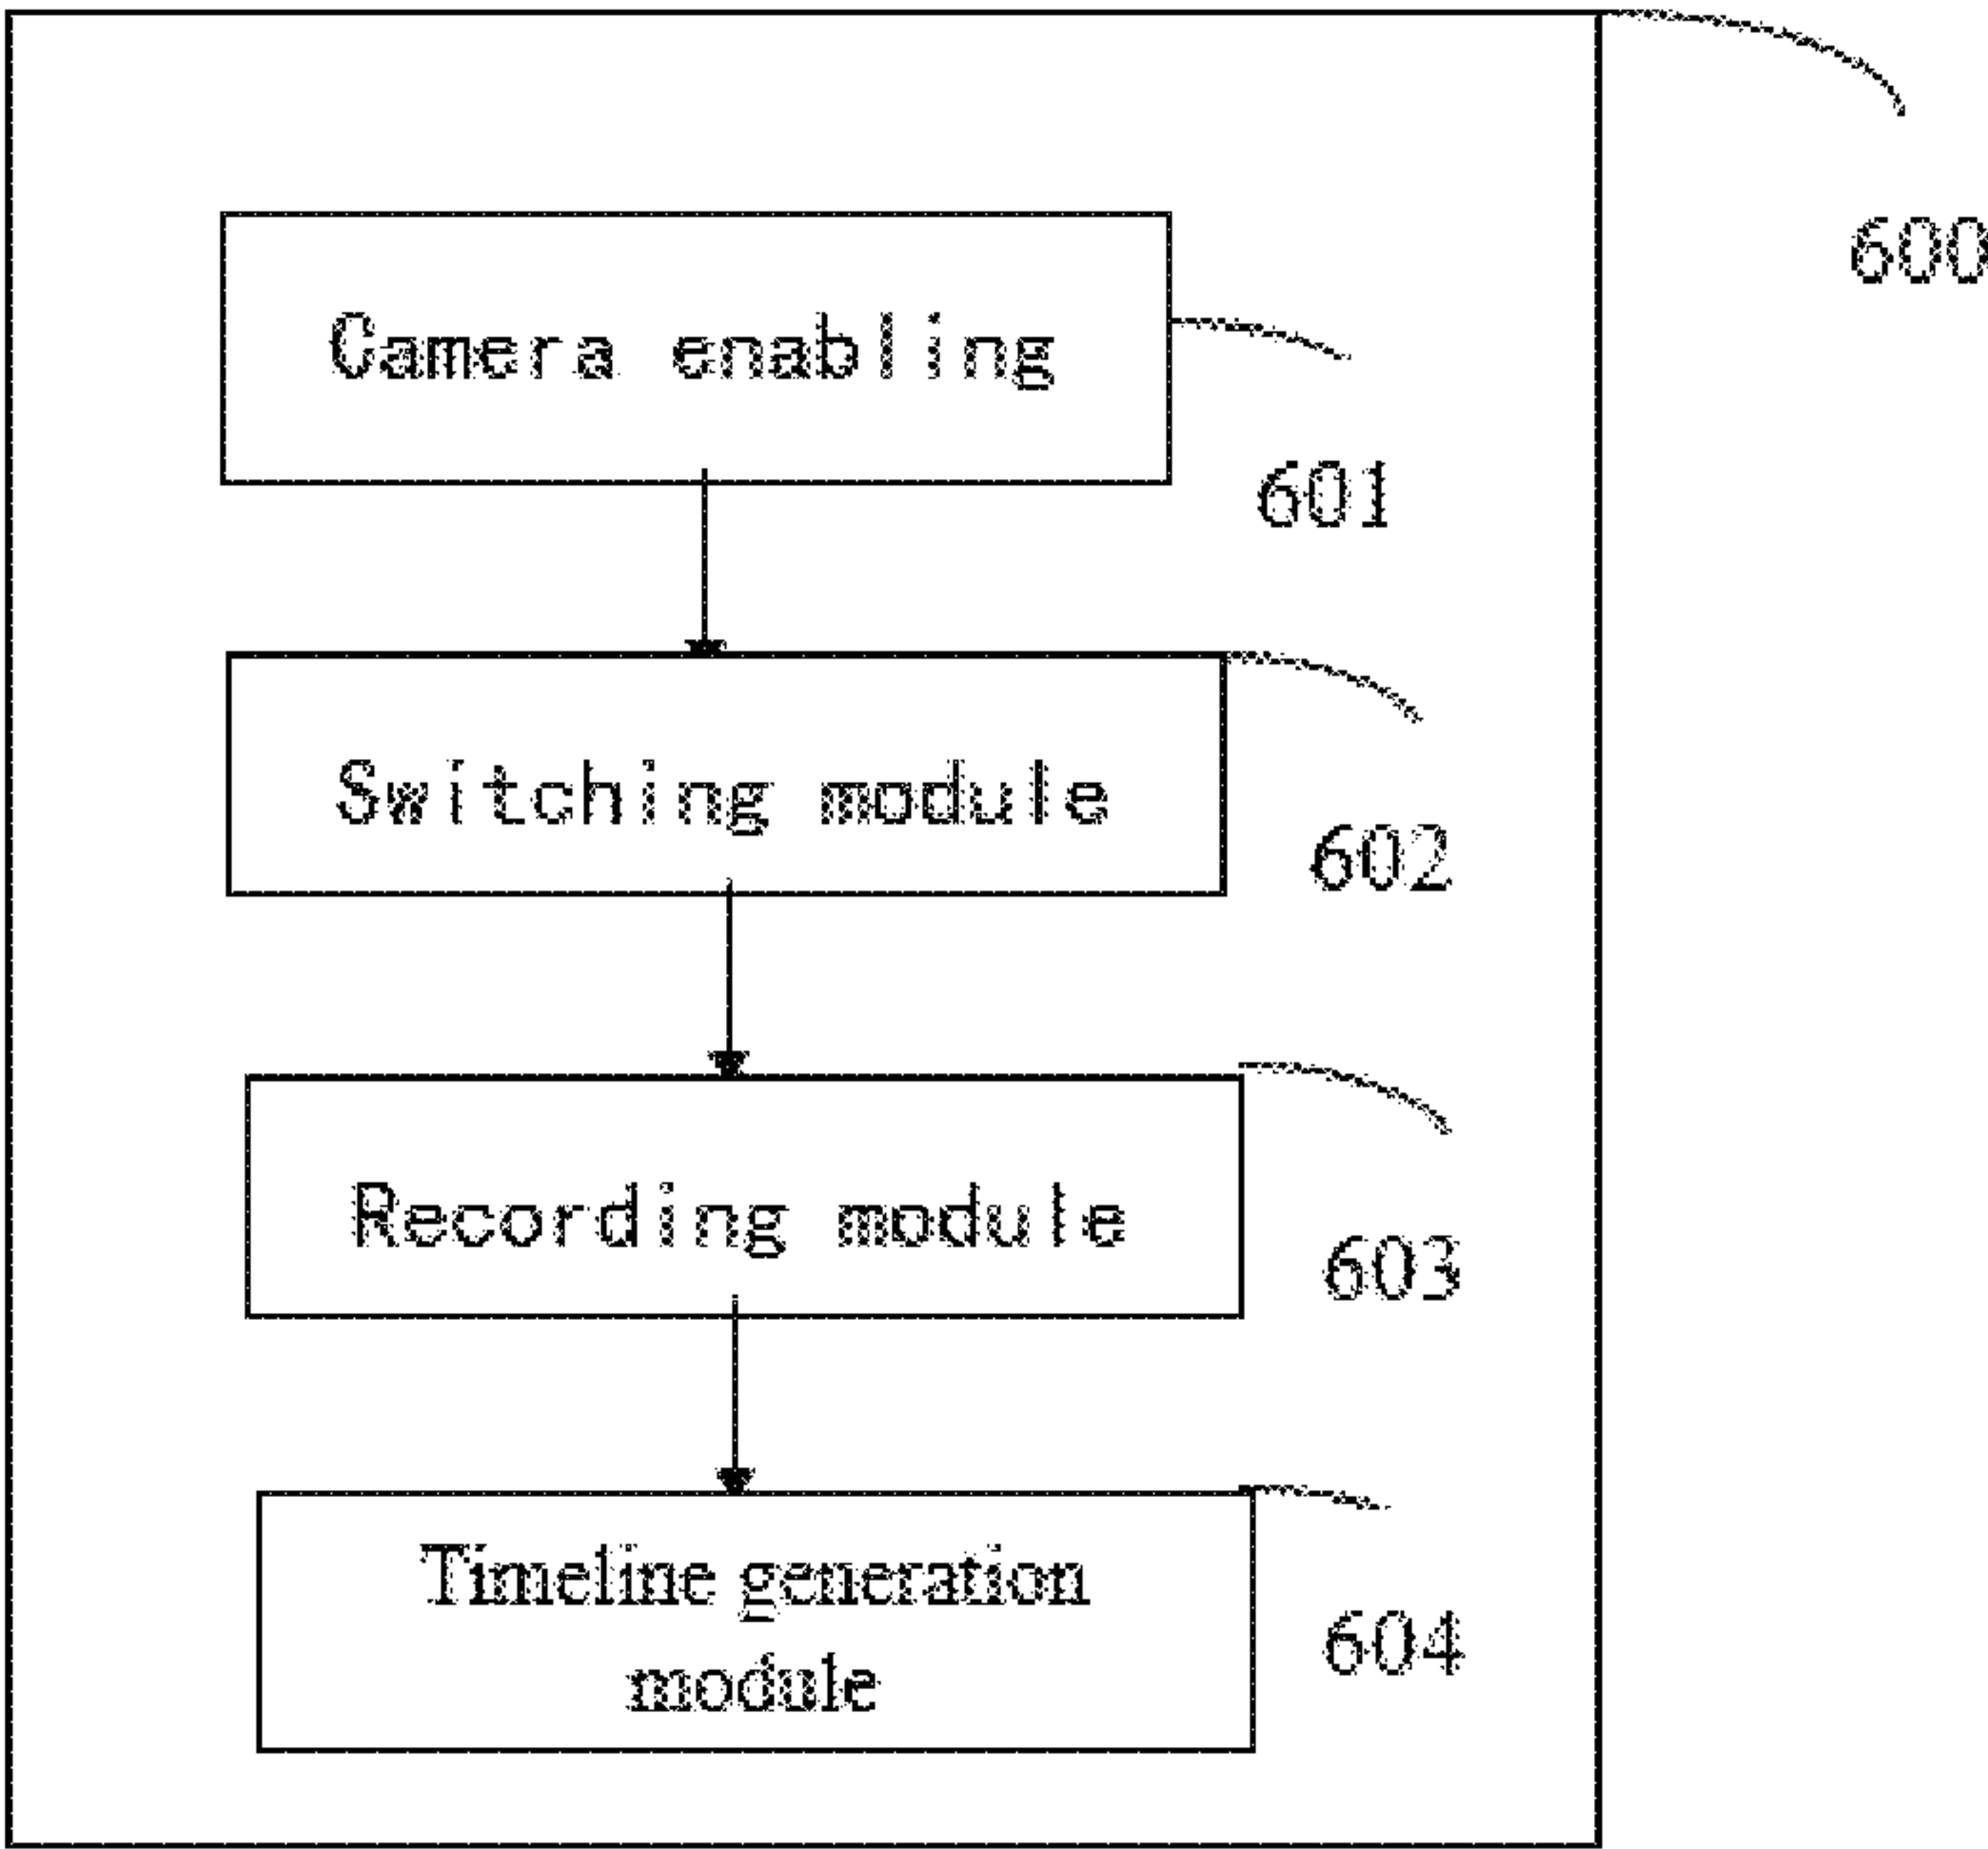 600
Camera enabling
601
Switching module
602
Recording module
603
Timeline generation
module
604